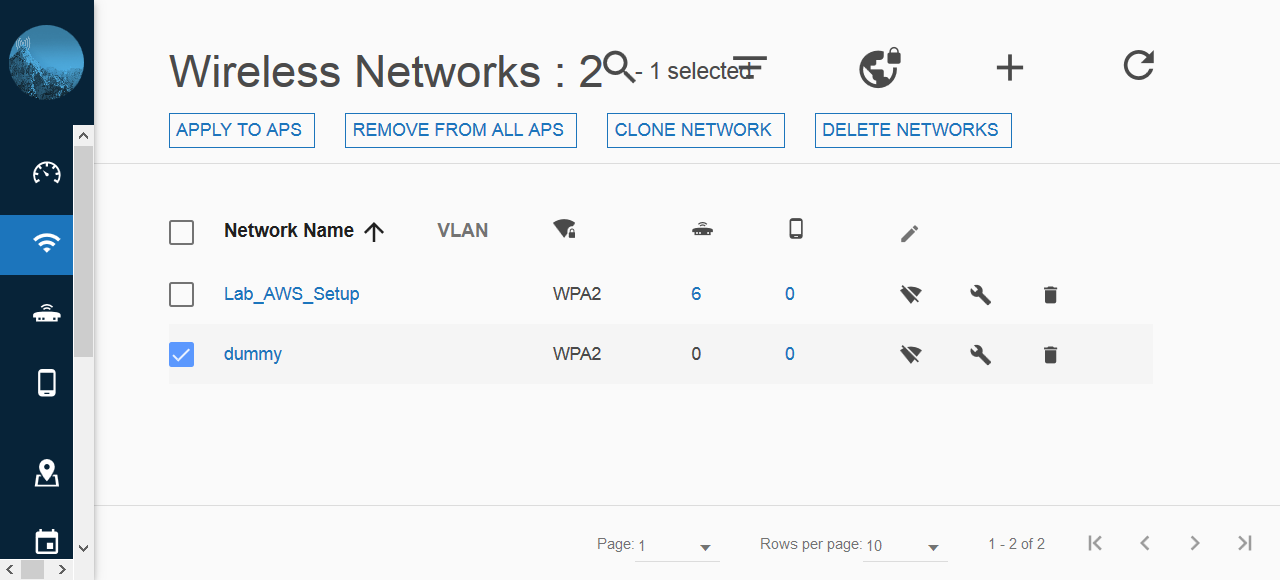 Wireless Networks : 2 - 1 selected
APPLY TO APS REMOVE FROM ALL APS CLONE NETWORK DELETE NETWORKS
Network Name VLAN
Lab_AWS_Setup WPA2 6 0
dummy WPA2 0 0
Page: 1 Rows per page: 10 1 - 2 of 2